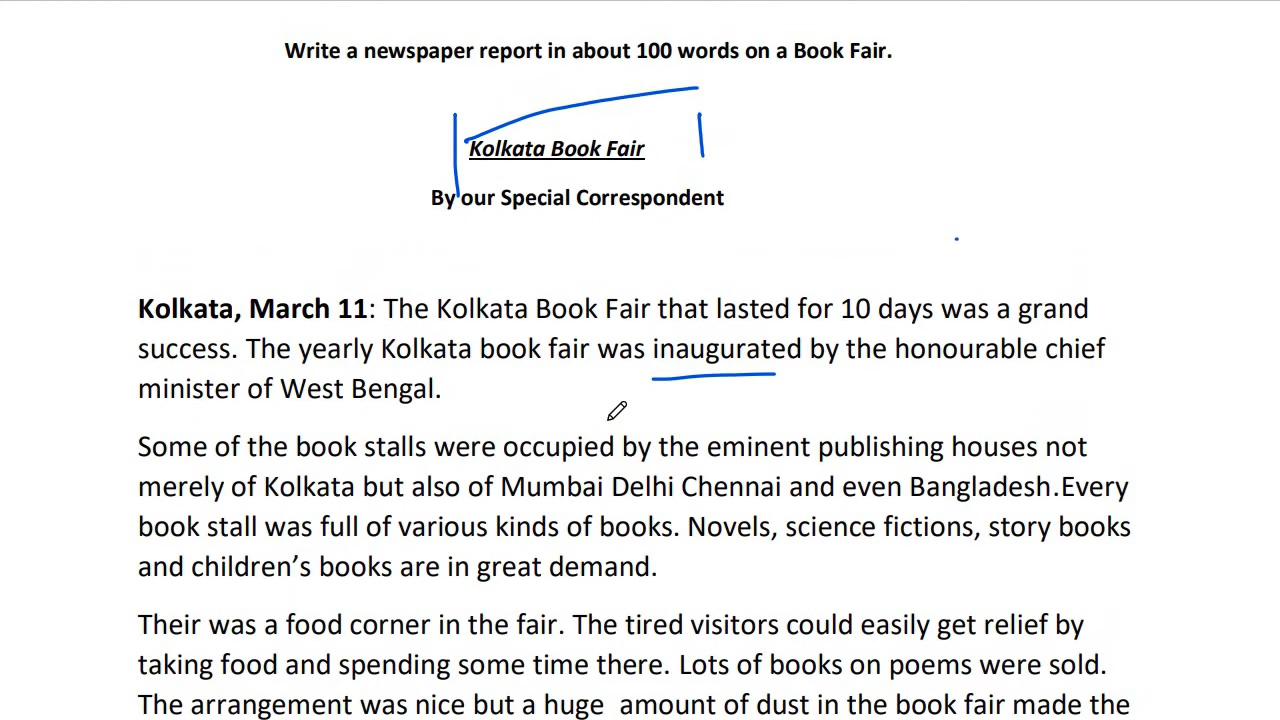 Write a newspaper report in about 100 words on a Book Fair.
Kolkata Book Fair
By our Special Correspondent
Kolkata, March 11: The Kolkata Book Fair that lasted for 10 days was a grand
success. The yearly Kolkata book fair was inaugurated by the honourable chief
minister of West Bengal.
Some of the book stalls were occupied by the eminent publishing houses not
merely of Kolkata but also of Mumbai Delhi Chennai and even Bangladesh.Every
book stall was full of various kinds of books. Novels, science fictions, story books
and children’s books are in great demand.
Their was a food corner in the fair. The tired visitors could easily get relief by
taking food and spending some time there. Lots of books on poems were sold.
The arrangement was nice but a huge  amount of dust in the book fair made the